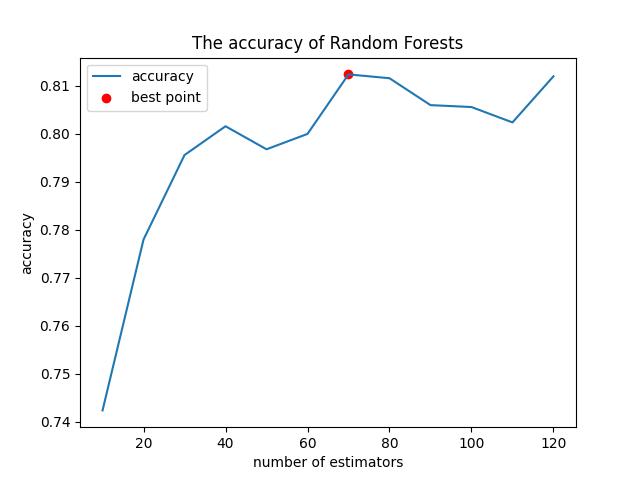 The accuracy of Random Forests
accuracy
best point
0.81
0.80
0.79
0.78
0.77
0.76
0.75
0.74
accuracy
20 40 60 80 100 120
number of estimators